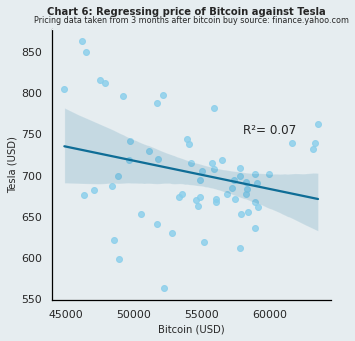 Chart 6: Regressing price of Bitcoin against Tesla
Pricing data taken from 3 months after bitcoin buy source: finance.yahoo.com
850
800
750
R²= 0.07
700
650
600
550
Tesla (USD)
45000 50000 55000 60000
Bitcoin (USD)